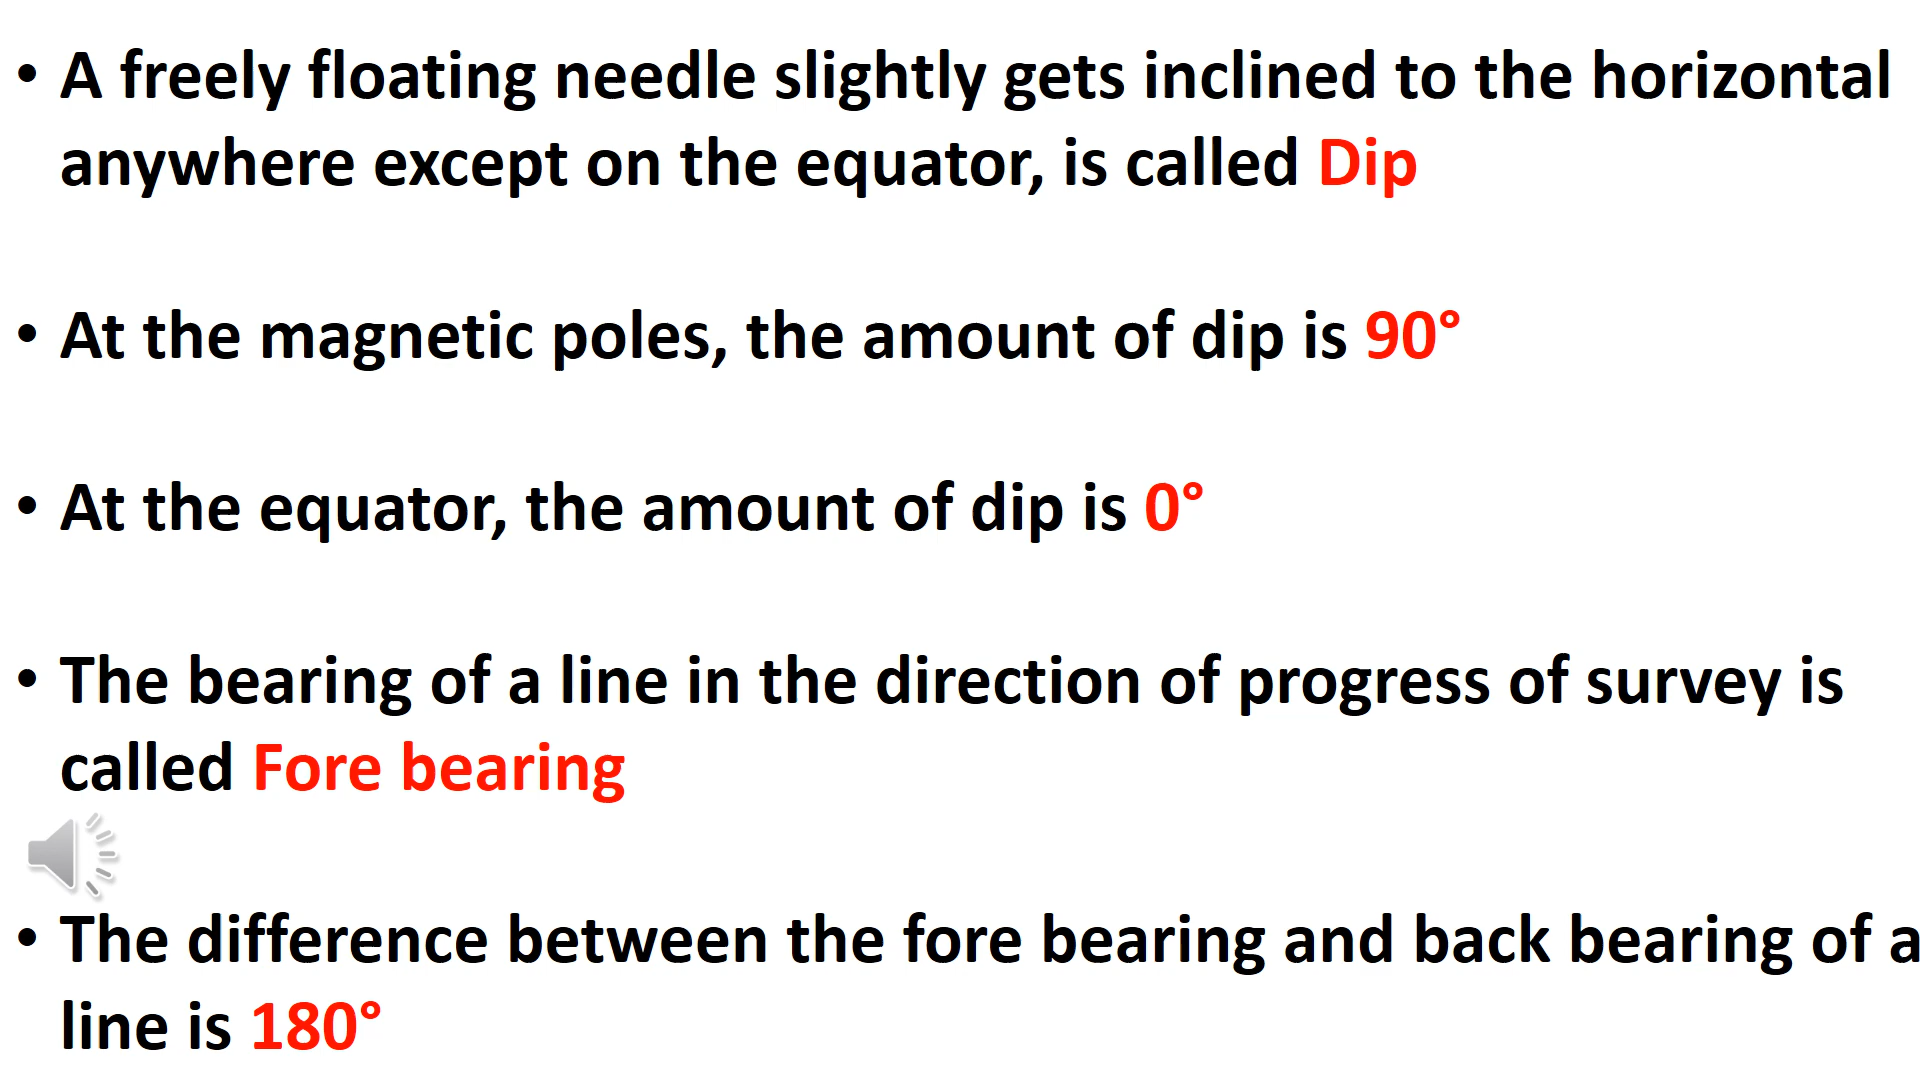 • A freely floating needle slightly gets inclined to the horizontal
anywhere except on the equator, is called Dip
• At the magnetic poles, the amount of dip is 90°
• At the equator, the amount of dip is 0°
• The bearing of a line in the direction of progress of survey is
called Fore bearing
• The difference between the fore bearing and back bearing of a
line is 180°